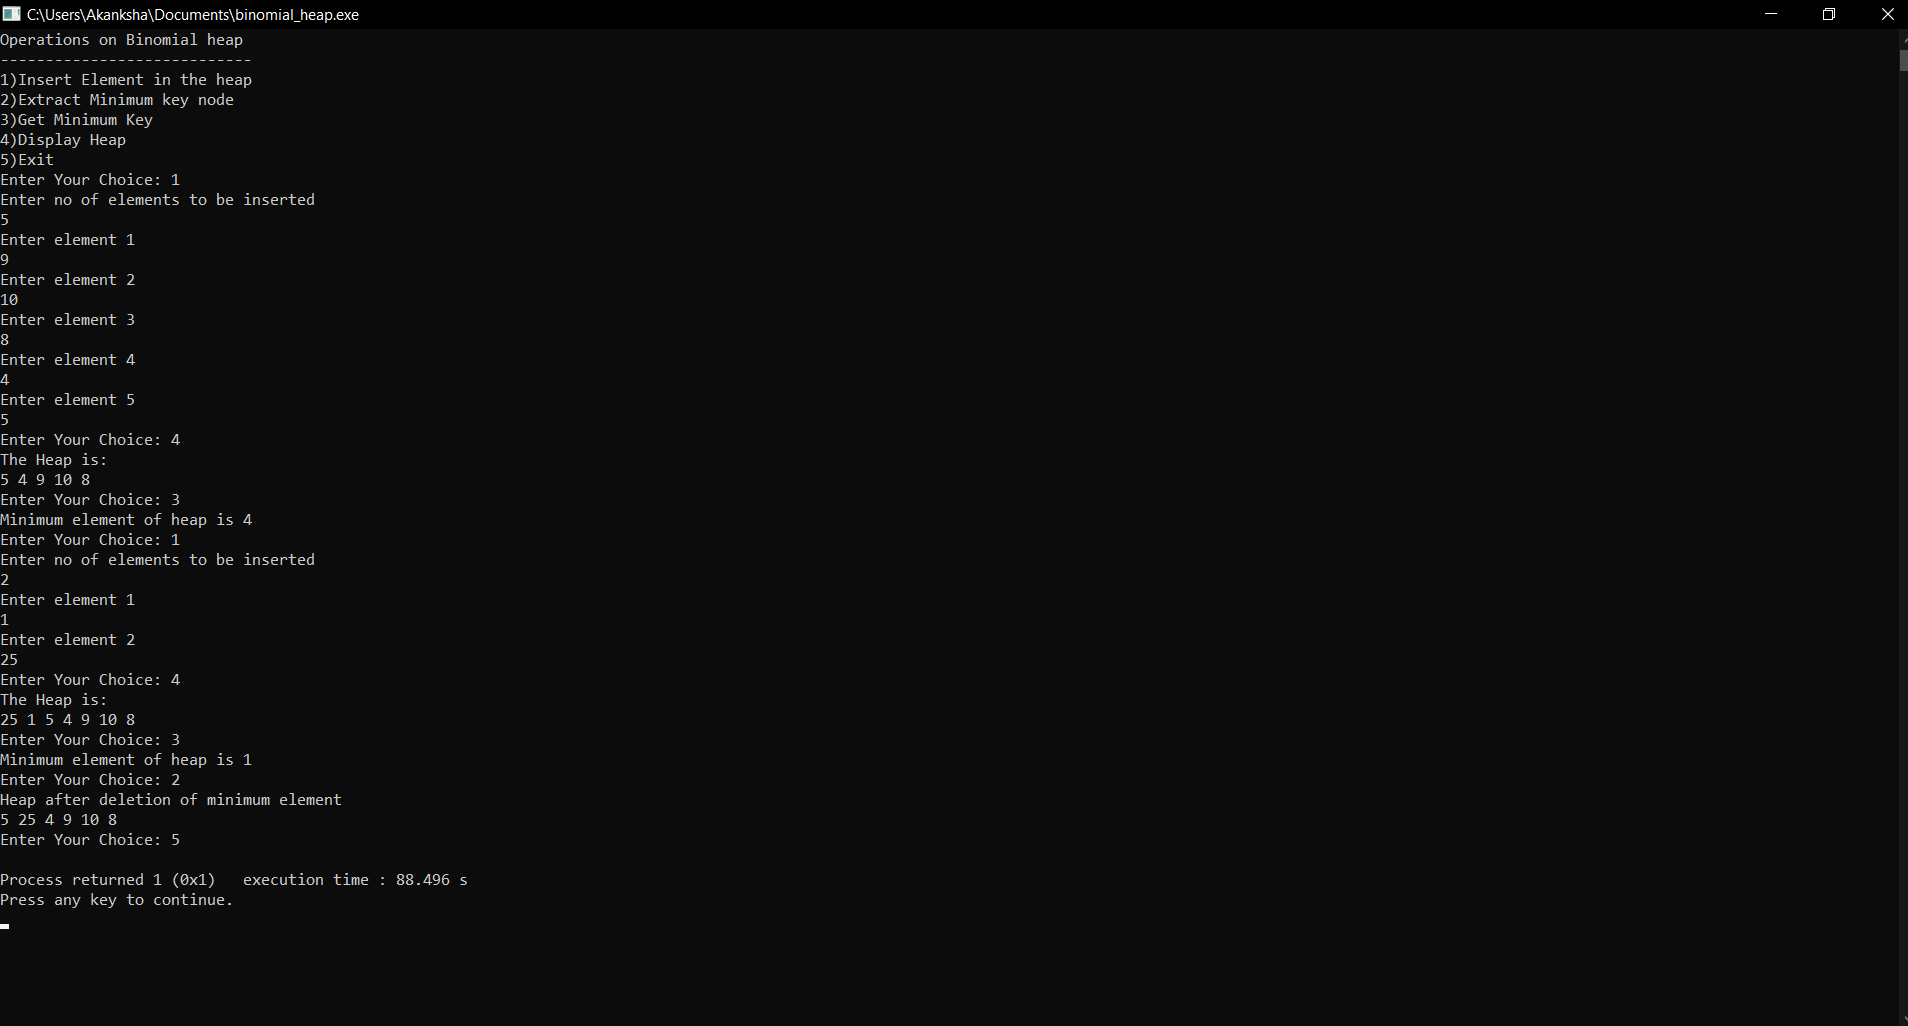 C:\Users\Akanksha\Documents\binomial_heap.exe
Operations on Binomial heap
----------------------------
1)Insert Element in the heap
2)Extract Minimum key node
3)Get Minimum Key
4)Display Heap
5)Exit
Enter Your Choice: 1
Enter no of elements to be inserted
5
Enter element 1
9
Enter element 2
10
Enter element 3
8
Enter element 4
4
Enter element 5
5
Enter Your Choice: 4
The Heap is:
5 4 9 10 8
Enter Your Choice: 3
Minimum element of heap is 4
Enter Your Choice: 1
Enter no of elements to be inserted
2
Enter element 1
1
Enter element 2
25
Enter Your Choice: 4
The Heap is:
25 1 5 4 9 10 8
Enter Your Choice: 3
Minimum element of heap is 1
Enter Your Choice: 2
Heap after deletion of minimum element
5 25 4 9 10 8
Enter Your Choice: 5
Process returned 1 (0x1)   execution time : 88.496 s
Press any key to continue.